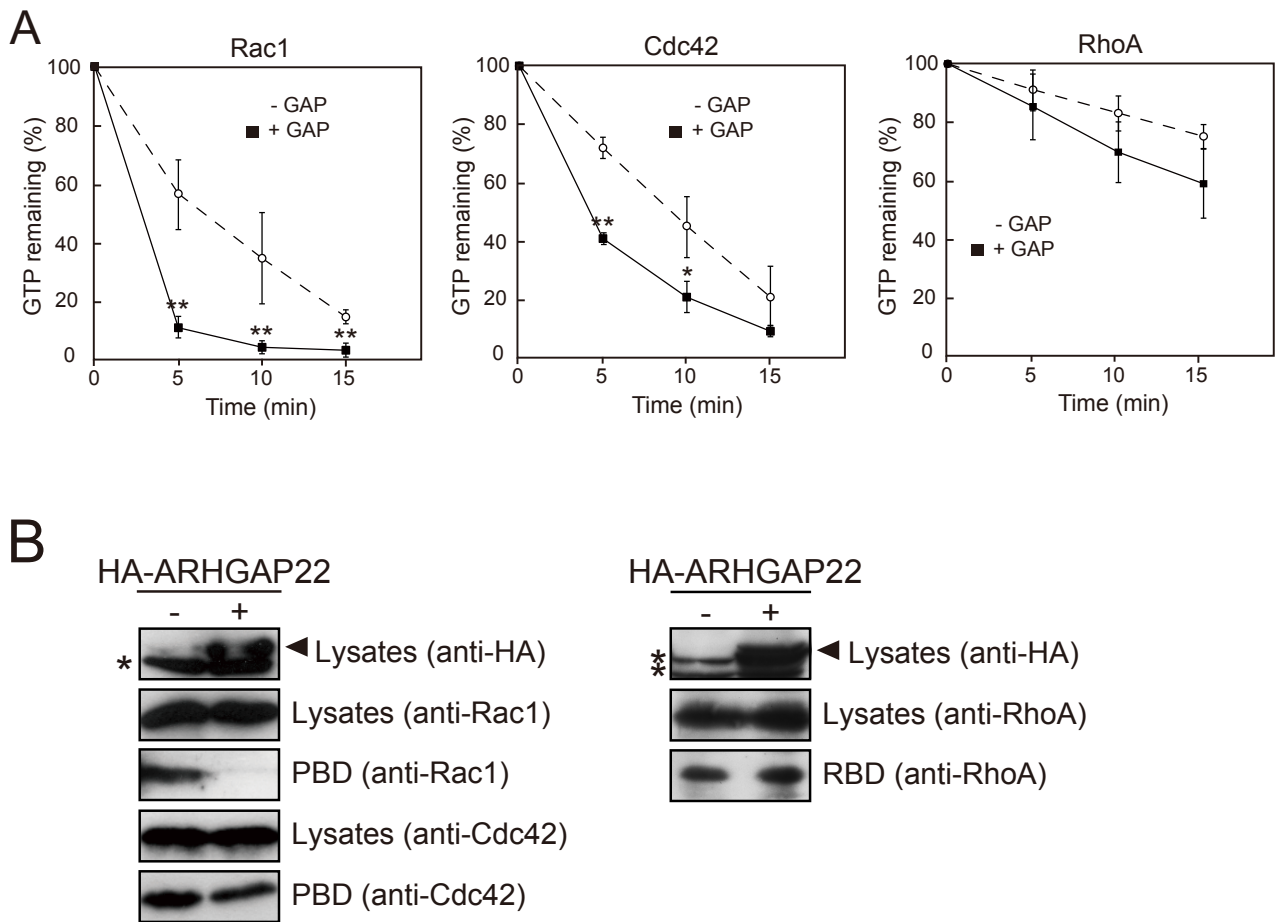 A
Rac1
100
80
60
40
20
0
GTP remaining (%)
- GAP
■ + GAP
**
**
**
0 5 10 15
Time (min)
Cdc42
100
80
60
40
20
0
GTP remaining (%)
- GAP
■ + GAP
**
*
0 5 10 15
Time (min)
RhoA
100
80
60
40
20
0
GTP remaining (%)
- GAP
■ + GAP
0 5 10 15
Time (min)
B
HA-ARHGAP22
- +
* Lysates (anti-HA)
Lysates (anti-Rac1)
PBD (anti-Rac1)
Lysates (anti-Cdc42)
PBD (anti-Cdc42)
HA-ARHGAP22
- +
*
* Lysates (anti-HA)
Lysates (anti-RhoA)
RBD (anti-RhoA)